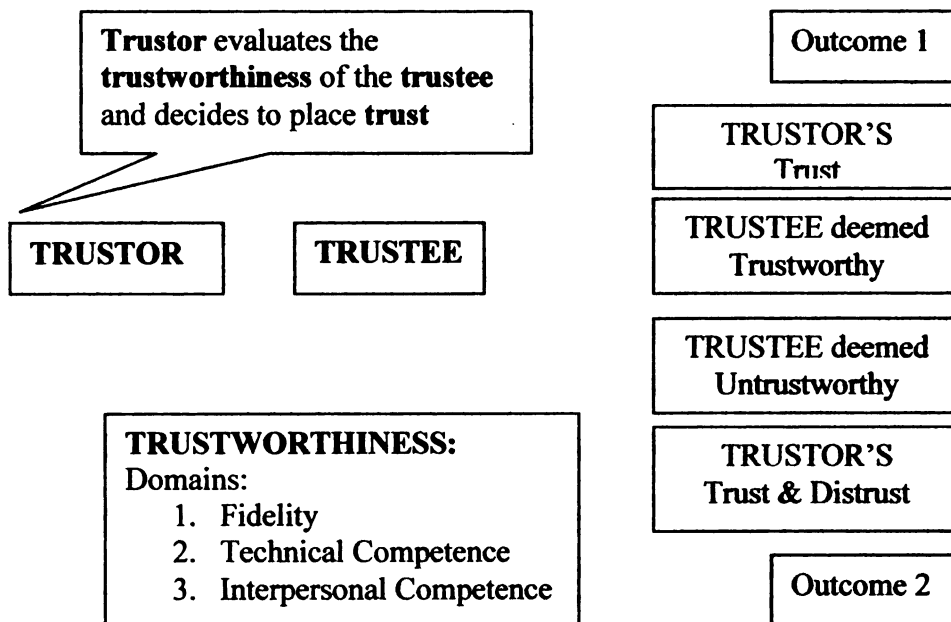 Trustor evaluates the
trustworthiness of the trustee
and decides to place trust
TRUSTOR
TRUSTEE
TRUSTWORTHINESS:
Domains:
1. Fidelity
2. Technical Competence
3. Interpersonal Competence
Outcome 1
TRUSTOR'S
Trust
TRUSTEE deemed
Trustworthy
TRUSTEE deemed
Untrustworthy
TRUSTOR'S
Trust & Distrust
Outcome 2